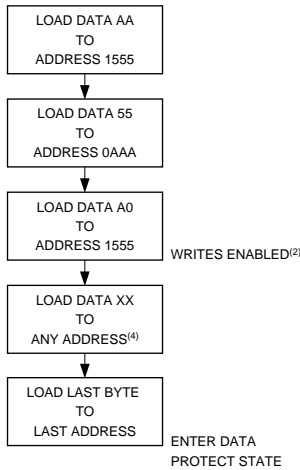 LOAD DATA AA
TO
ADDRESS 1555
LOAD DATA 55
TO
ADDRESS 0AAA
LOAD DATA A0
TO
ADDRESS 1555
WRITES ENABLED(2)
LOAD DATA XX
TO
ANY ADDRESS(4)
LOAD LAST BYTE
TO
LAST ADDRESS
ENTER DATA
PROTECT STATE